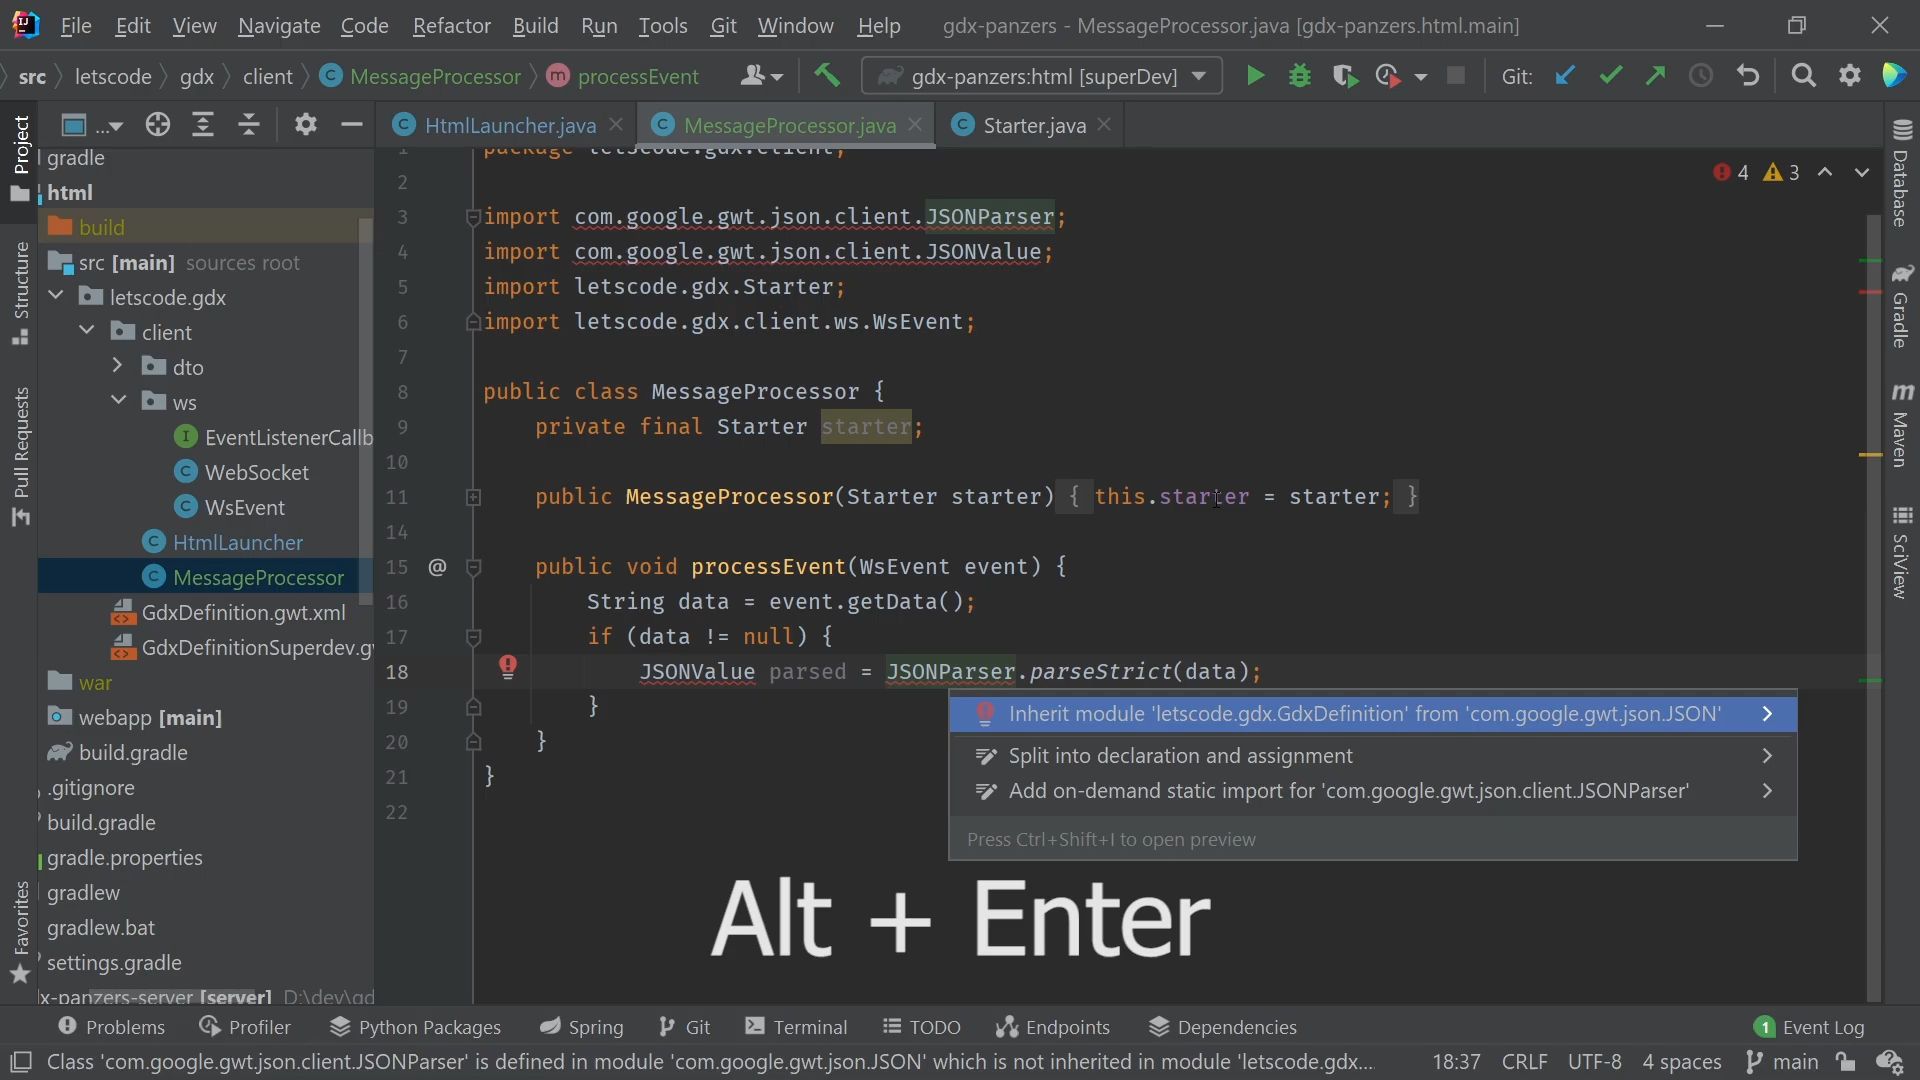 File Edit View Navigate Code Refactor Build Run Tools Git Window Help gdx-panzers - MessageProcessor.java [gdx-panzers.html.main]
src letscode gdx client MessageProcessor processEvent gdx-panzers:html [superDev] Git:
Project
Structure
Pull Requests
Favorites
...
gradle
html
build
src [main] sources root
letscode.gdx
client
dto
ws
EventListenerCallb
WebSocket
WsEvent
HtmlLauncher
MessageProcessor
GdxDefinition.gwt.xml
GdxDefinitionSuperdev.g
war
webapp [main]
build.gradle
.gitignore
build.gradle
gradle.properties
gradlew
gradlew.bat
settings.gradle
x-panzers-server [server] D:\dev\gd
HtmlLauncher.java MessageProcessor.java Starter.java
4 3
1 package letscode.gdx.client;
2
3 import com.google.gwt.json.client.JSONParser;
4 import com.google.gwt.json.client.JSONValue;
5 import letscode.gdx.Starter;
6 import letscode.gdx.client.ws.WsEvent;
7
8 public class MessageProcessor {
9 private final Starter starter;
10
11 public MessageProcessor(Starter starter) { this.starter = starter; }
14
15 @ public void processEvent(WsEvent event) {
16 String data = event.getData();
17 if (data != null) {
18 JSONValue parsed = JSONParser.parseStrict(data);
19 }
20 }
21 }
22
Inherit module 'letscode.gdx.GdxDefinition' from 'com.google.gwt.json.JSON'
Split into declaration and assignment
Add on-demand static import for 'com.google.gwt.json.client.JSONParser'
Press Ctrl+Shift+I to open preview
Alt + Enter
Database
Gradle
Maven
SciView
Problems Profiler Python Packages Spring Git Terminal TODO Endpoints Dependencies 1 Event Log
Class 'com.google.gwt.json.client.JSONParser' is defined in module 'com.google.gwt.json.JSON' which is not inherited in module 'letscode.gdx... 18:37 CRLF UTF-8 4 spaces main